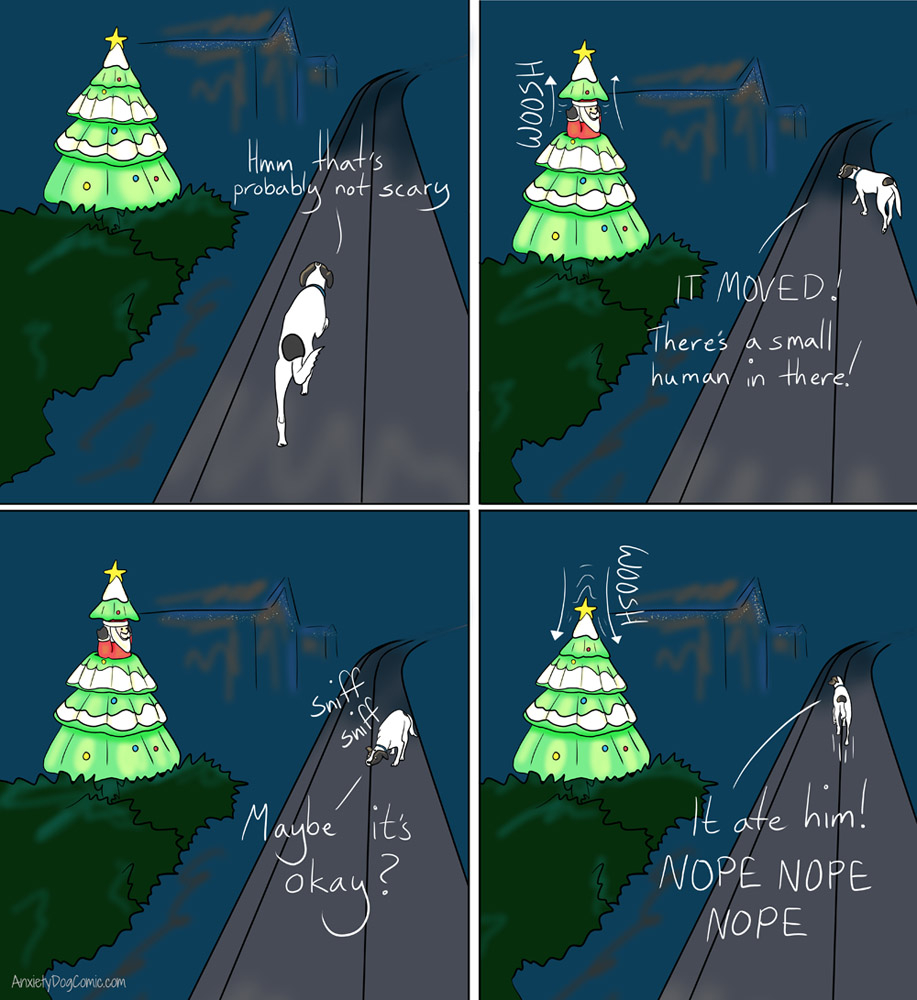 Hmm that's
probably not scary
WOOSH
IT MOVED!
There's a small
human in there!
sniff
sniff
Maybe it's
okay?
WOOSH
It ate him!
NOPE NOPE
NOPE
AnxietyDogComic.com